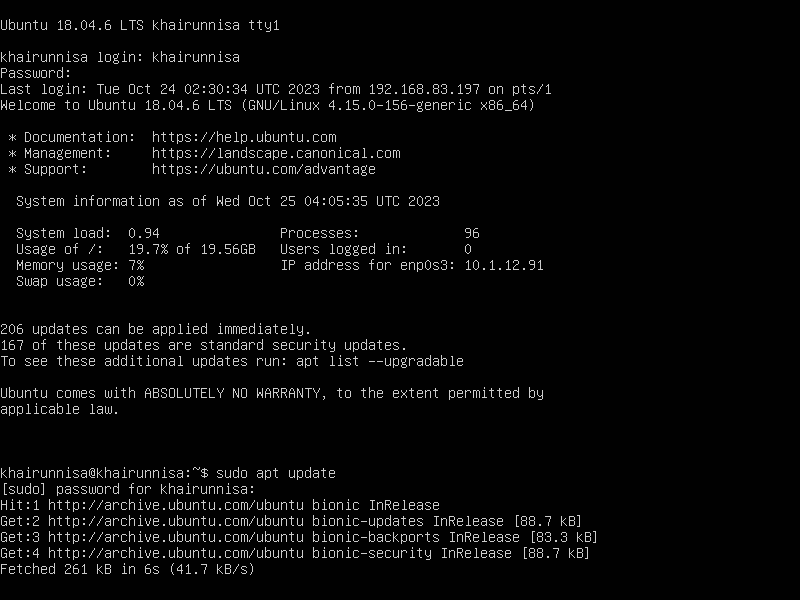 Ubuntu 18.04.6 LTS khairunnisa tty1
khairunnisa login: khairunnisa
Password:
Last login: Tue Oct 24 02:30:34 UTC 2023 from 192.168.83.197 on pts/1
Welcome to Ubuntu 18.04.6 LTS (GNU/Linux 4.15.0-156-generic x86_64)
* Documentation:  https://help.ubuntu.com
* Management:     https://landscape.canonical.com
* Support:        https://ubuntu.com/advantage
System information as of Wed Oct 25 04:05:35 UTC 2023
System load:  0.94               Processes:             96
Usage of /:   19.7% of 19.56GB   Users logged in:       0
Memory usage: 7%                 IP address for enp0s3: 10.1.12.91
Swap usage:   0%
206 updates can be applied immediately.
167 of these updates are standard security updates.
To see these additional updates run: apt list --upgradable
Ubuntu comes with ABSOLUTELY NO WARRANTY, to the extent permitted by
applicable law.
khairunnisa@khairunnisa:~$ sudo apt update
[sudo] password for khairunnisa:
Hit:1 http://archive.ubuntu.com/ubuntu bionic InRelease
Get:2 http://archive.ubuntu.com/ubuntu bionic-updates InRelease [88.7 kB]
Get:3 http://archive.ubuntu.com/ubuntu bionic-backports InRelease [83.3 kB]
Get:4 http://archive.ubuntu.com/ubuntu bionic-security InRelease [88.7 kB]
Fetched 261 kB in 6s (41.7 kB/s)